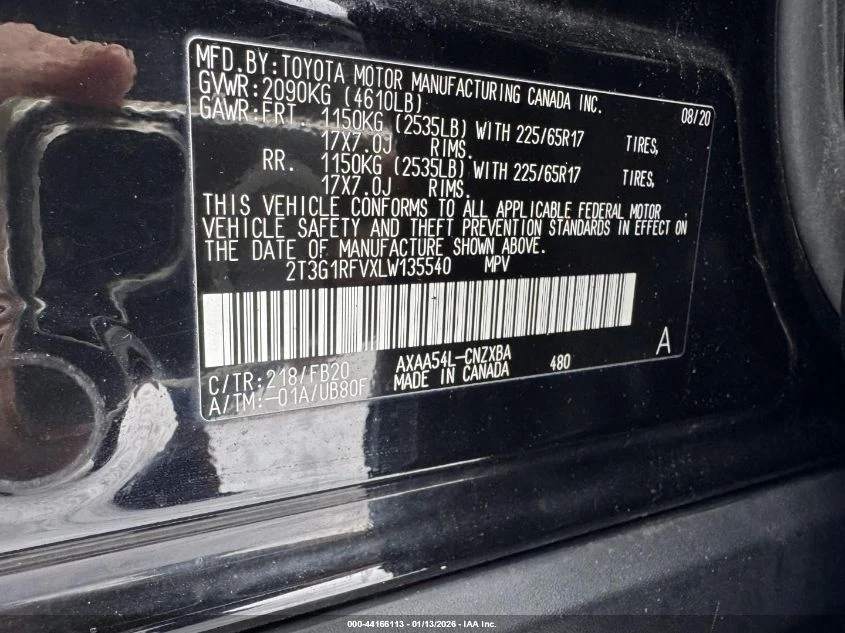 MFD.BY:TOYOTA MOTOR MANUFACTURING CANADA INC.
GVWR:2090KG (4610LB) 08/20
GAWR:FRT. 1150KG (2535LB) WITH 225/65R17 TIRES,
17X7.0J RIMS.
RR. 1150KG (2535LB) WITH 225/65R17 TIRES,
17X7.0J RIMS.
THIS VEHICLE CONFORMS TO ALL APPLICABLE FEDERAL MOTOR
VEHICLE SAFETY AND THEFT PREVENTION STANDARDS IN EFFECT ON
THE DATE OF MANUFACTURE SHOWN ABOVE.
2T3G1RFVXLW135540 MPV
A
C/TR:218/FB20 AXAA54L-CNZXBA 480
A/TM:-01A/UB80F MADE IN CANADA
000-44166113 - 01/13/2026 - IAA Inc.